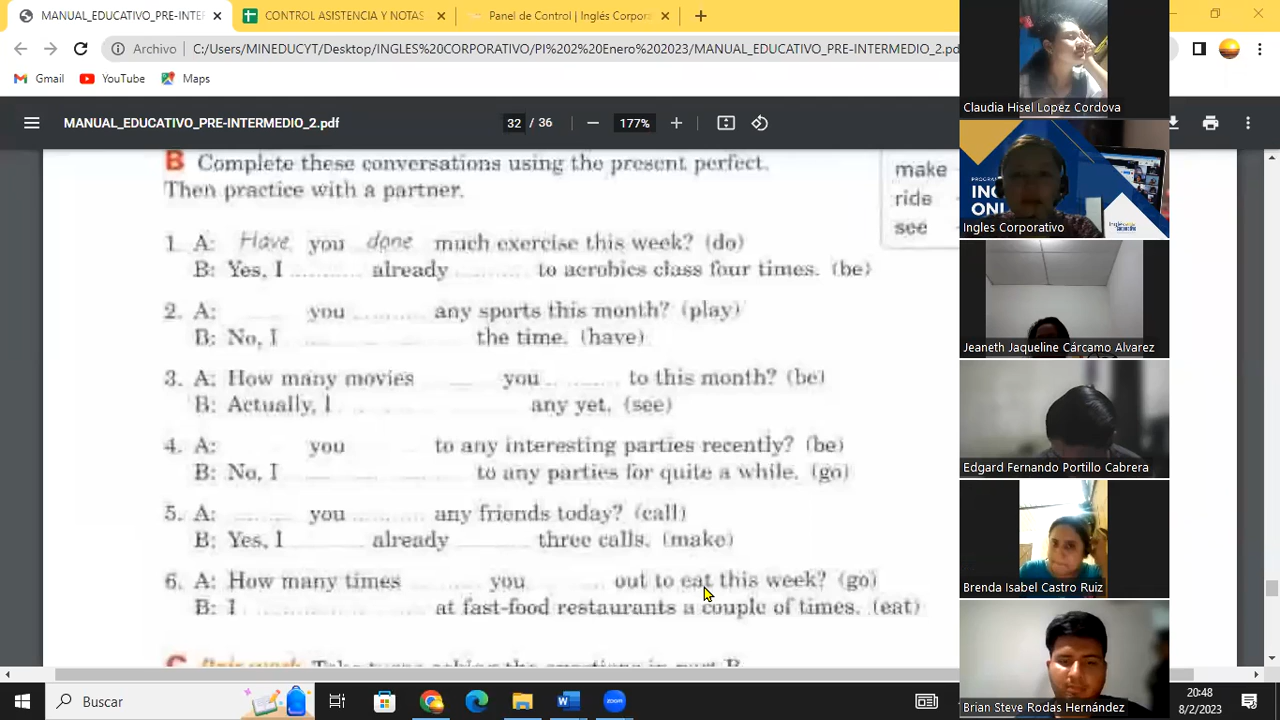 MANUAL_EDUCATIVO_PRE-INTERMEDIO
CONTROL ASISTENCIA Y NOTAS
Panel de Control | Inglés Corpor
Archivo
C:/Users/MINEDUCYT/Desktop/INGLES%20CORPORATIVO/PI%202%20Enero%202023/MANUAL_EDUCATIVO_PRE-INTERMEDIO_2.pd
Gmail YouTube Maps
MANUAL_EDUCATIVO_PRE-INTERMEDIO_2.pdf
32 / 36
177%
B Complete these conversations using the present perfect.
Then practice with a partner.
make
ride
see
1 A: Have you done much exercise this week? (do)
B: Yes, I ............ already ............ to aerobics class four times. (be)
2. A: ............ you ............ any sports this month? (play)
B: No, I ............ the time. (have)
3. A: How many movies ............ you ............ to this month? (be)
B: Actually, I ............ any yet. (see)
4. A: ............ you ............ to any interesting parties recently? (be)
B: No, I ............ to any parties for quite a while. (go)
5. A: ............ you ............ any friends today? (call)
B: Yes, I ............ already ............ three calls. (make)
6. A: How many times ............ you ............ out to eat this week? (go)
B: I ............ at fast-food restaurants a couple of times. (eat)
Claudia Hisel Lopez Cordova
Ingles Corporativo
Jeaneth Jaqueline Cárcamo Alvarez
Edgard Fernando Portillo Cabrera
Brenda Isabel Castro Ruiz
Brian Steve Rodas Hernández
Buscar
20:48
8/2/2023